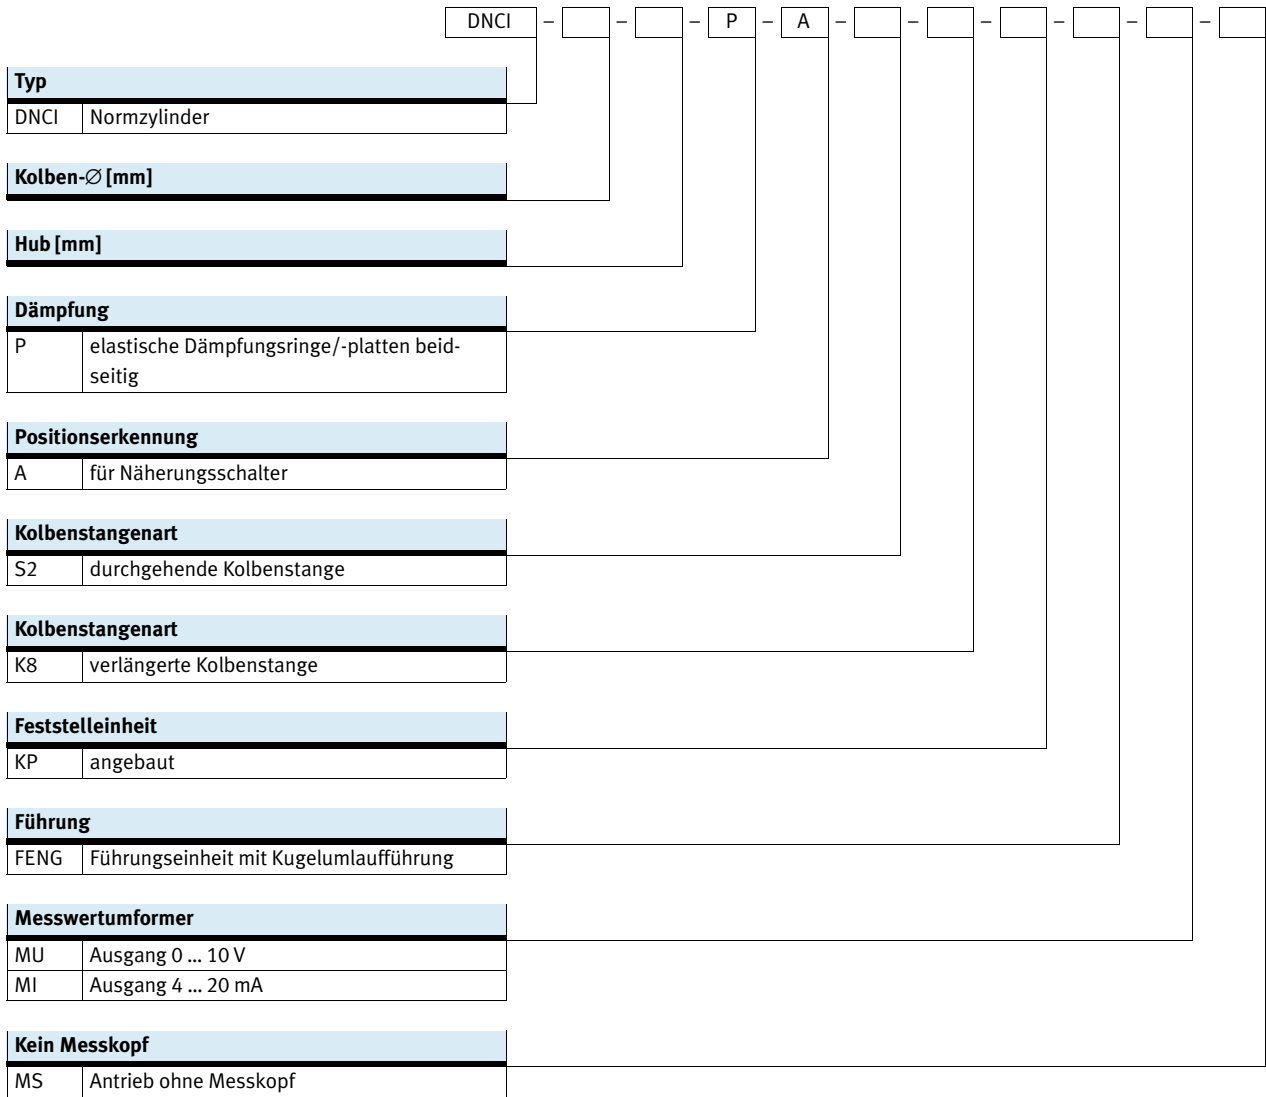 DNCI – – – P – A – – – – – –
Typ
DNCI Normzylinder
Kolben-∅ [mm]
Hub [mm]
Dämpfung
P elastische Dämpfungsringe/-platten beid-
seitig
Positionserkennung
A für Näherungsschalter
Kolbenstangenart
S2 durchgehende Kolbenstange
Kolbenstangenart
K8 verlängerte Kolbenstange
Feststelleinheit
KP angebaut
Führung
FENG Führungseinheit mit Kugelumlaufführung
Messwertumformer
MU Ausgang 0 ... 10 V
MI Ausgang 4 ... 20 mA
Kein Messkopf
MS Antrieb ohne Messkopf